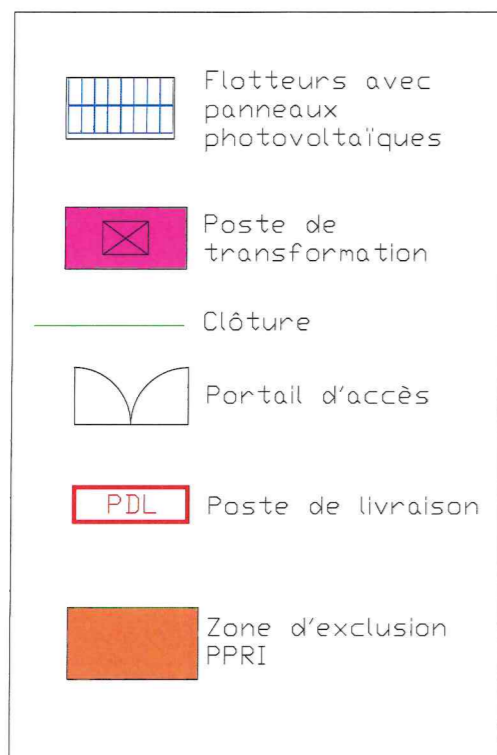 Flotteurs avec
panneaux
photovoltaïques
Poste de
transformation
Clôture
Portail d'accès
PDL
Poste de livraison
Zone d'exclusion
PPRI